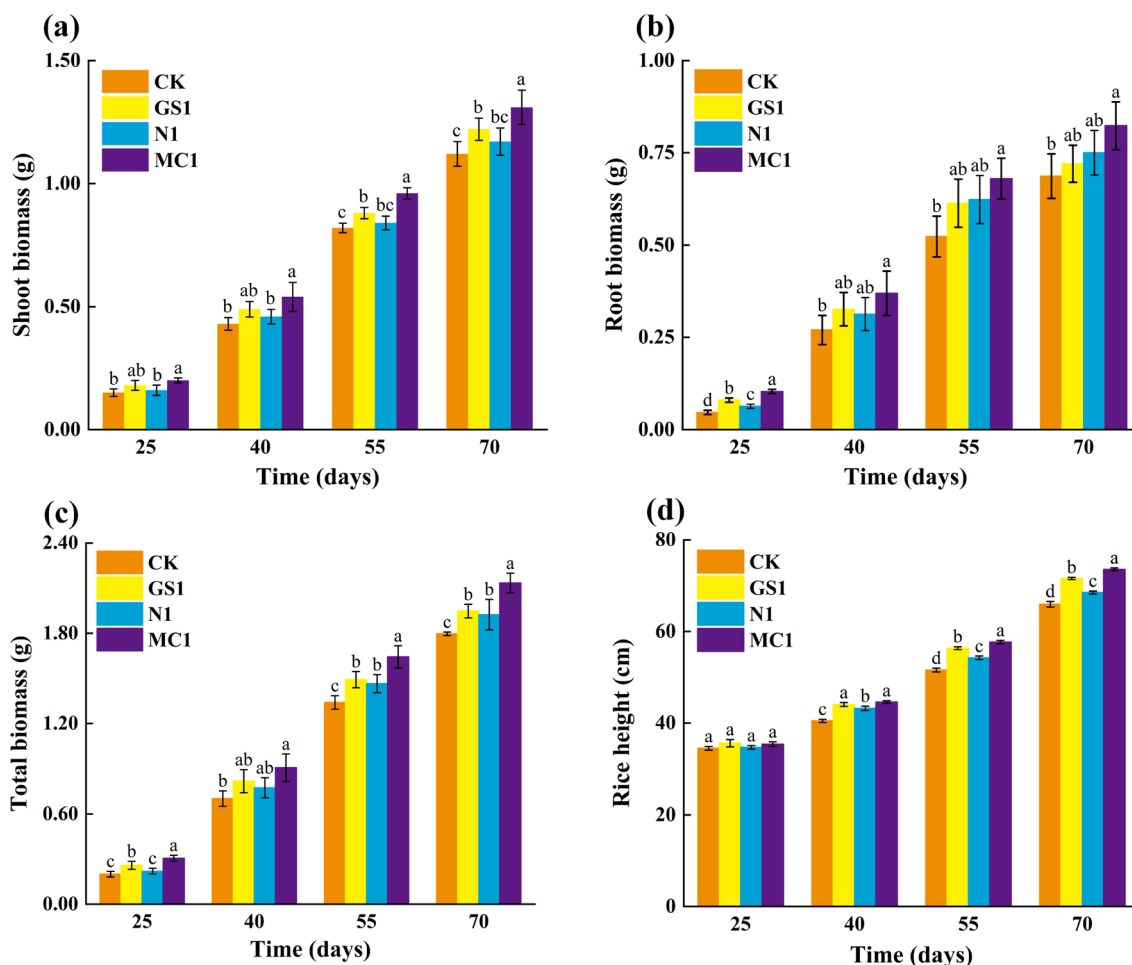 (a)
1.50
1.00
0.50
0.00
Shoot biomass (g)
CK
GS1
N1
MC1
b ab b a
b ab b a
c b bc a
c b bc a
25 40 55 70
Time (days)
(b)
1.00
0.75
0.50
0.25
0.00
Root biomass (g)
CK
GS1
N1
MC1
d b c a
b ab ab a
b ab ab a
b ab ab a
25 40 55 70
Time (days)
(c)
2.40
1.80
1.20
0.60
0.00
Total biomass (g)
CK
GS1
N1
MC1
c b c a
b ab ab a
c b b a
c b b a
25 40 55 70
Time (days)
(d)
80
60
40
20
0
Rice height (cm)
CK
GS1
N1
MC1
a a a a
c a b a
d b c a
d b c a
25 40 55 70
Time (days)